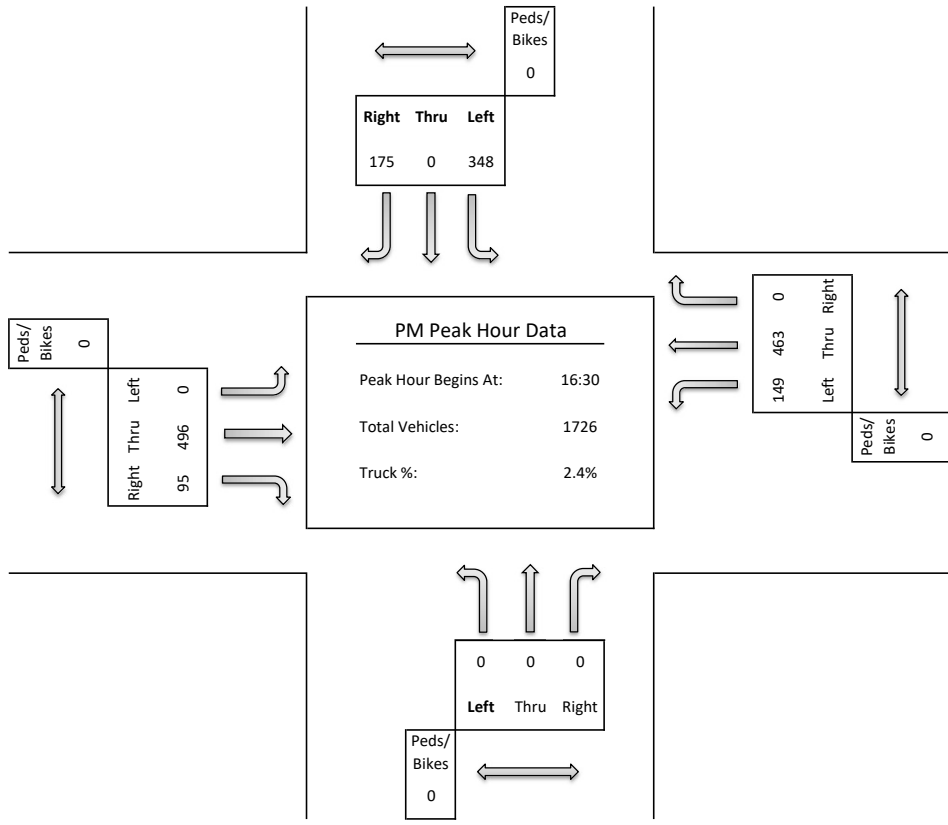 Peds/
Bikes
0
Right Thru Left
175 0 348
Peds/
Bikes
0
Left 0
Thru 496
Right 95
PM Peak Hour Data
Peak Hour Begins At: 16:30
Total Vehicles: 1726
Truck %: 2.4%
0 Right
463 Thru
149 Left
Peds/
Bikes
0
0 0 0
Left Thru Right
Peds/
Bikes
0